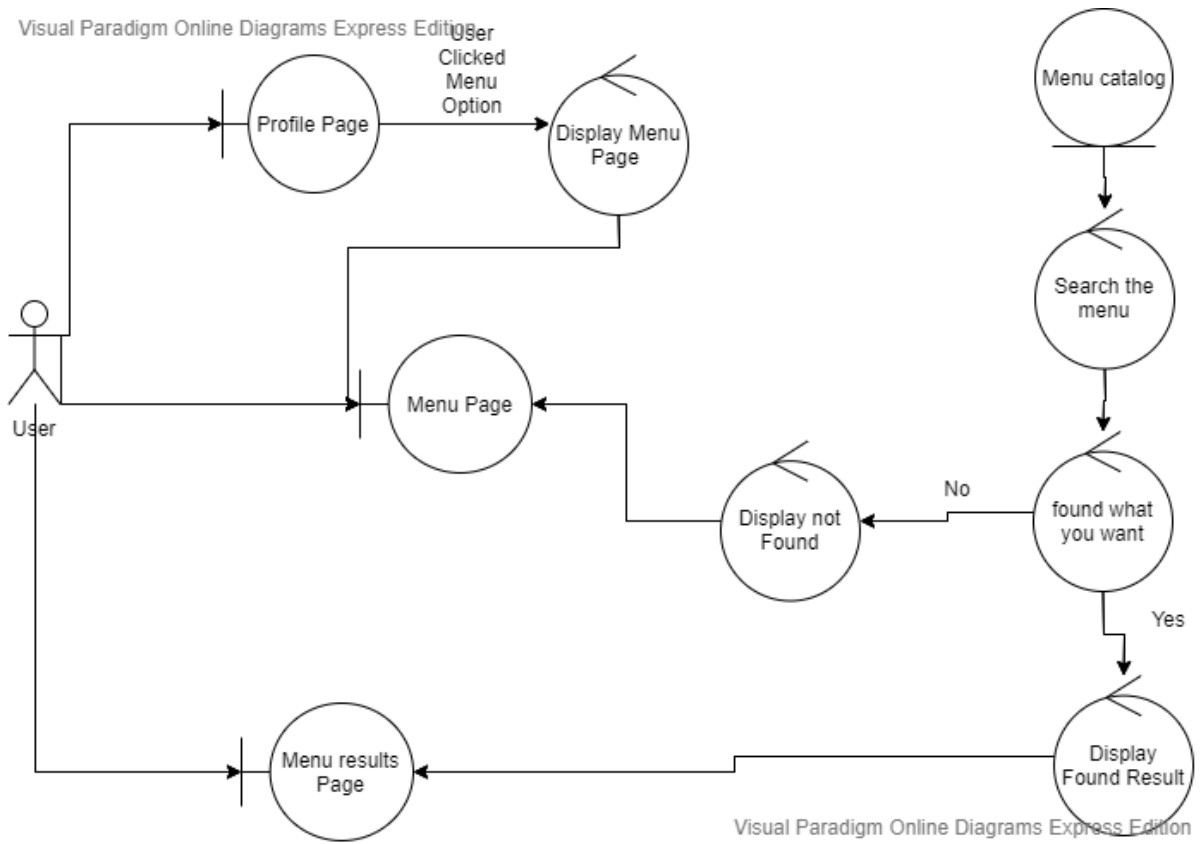 Visual Paradigm Online Diagrams Express Edition
User
Clicked
Menu
Option
Menu catalog
Profile Page
Display Menu
Page
Search the
menu
User
Menu Page
No
Display not
Found
found what
you want
Yes
Menu results
Page
Display
Found Result
Visual Paradigm Online Diagrams Express Edition